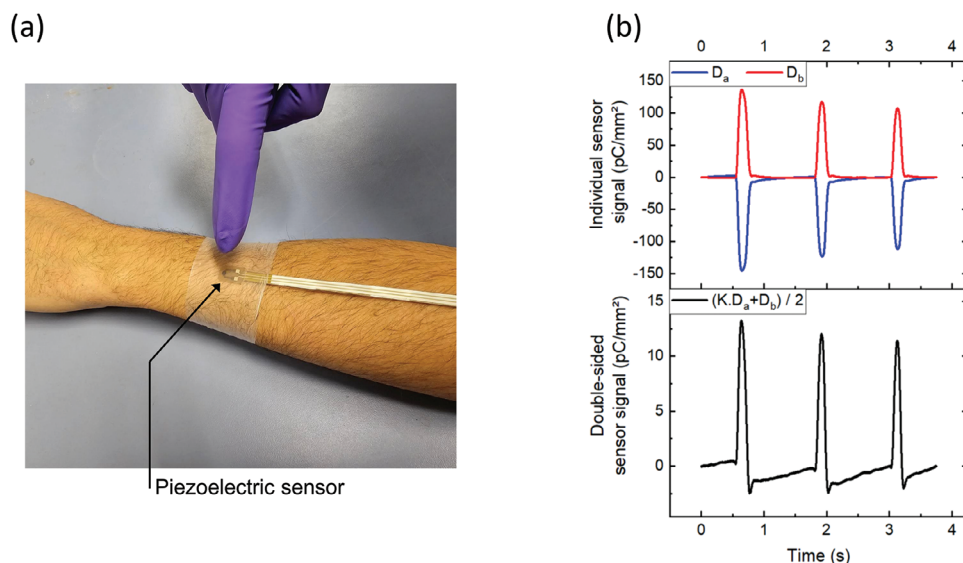 (a)
Piezoelectric sensor
(b)
0 1 2 3 4
Dₐ D_b
Individual sensor
signal (pC/mm²)
150
100
50
0
-50
-100
-150
(K.Dₐ+D_b) / 2
Double-sided
sensor signal (pC/mm²)
15
10
5
0
0 1 2 3 4
Time (s)